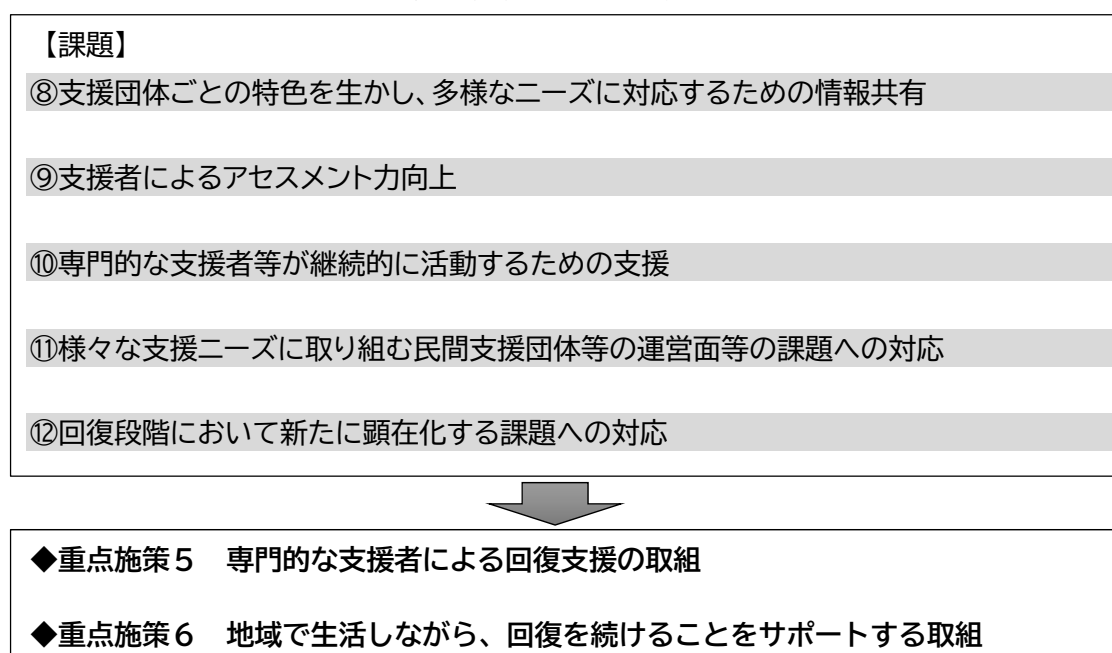 【課題】
⑧支援団体ごとの特色を生かし、多様なニーズに対応するための情報共有
⑨支援者によるアセスメント力向上
⑩専門的な支援者等が継続的に活動するための支援
⑪様々な支援ニーズに取り組む民間支援団体等の運営面等の課題への対応
⑫回復段階において新たに顕在化する課題への対応
◆重点施策５　専門的な支援者による回復支援の取組
◆重点施策６　地域で生活しながら、回復を続けることをサポートする取組